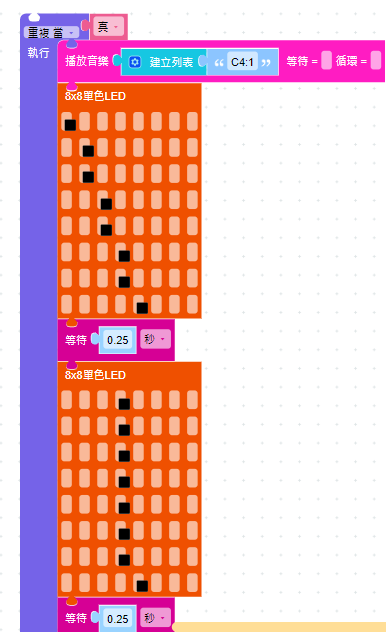 重複 當 真
執行
播放音樂 建立列表 “ C4:1 ” 等待 = 循環 =
8x8單色LED
等待 0.25 秒
8x8單色LED
等待 0.25 秒